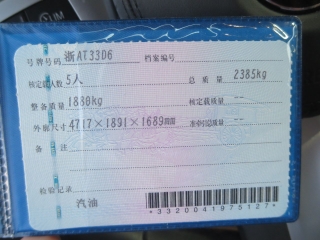 号牌号码 浙AT33D6 档案编号
核定载人数 5人 总质量 2385kg
整备质量 1880kg 核定载质量 --
外廓尺寸 4717×1891×1689mm 准牵引总质量 --
备注
检验记录
汽油
*3320041975127*